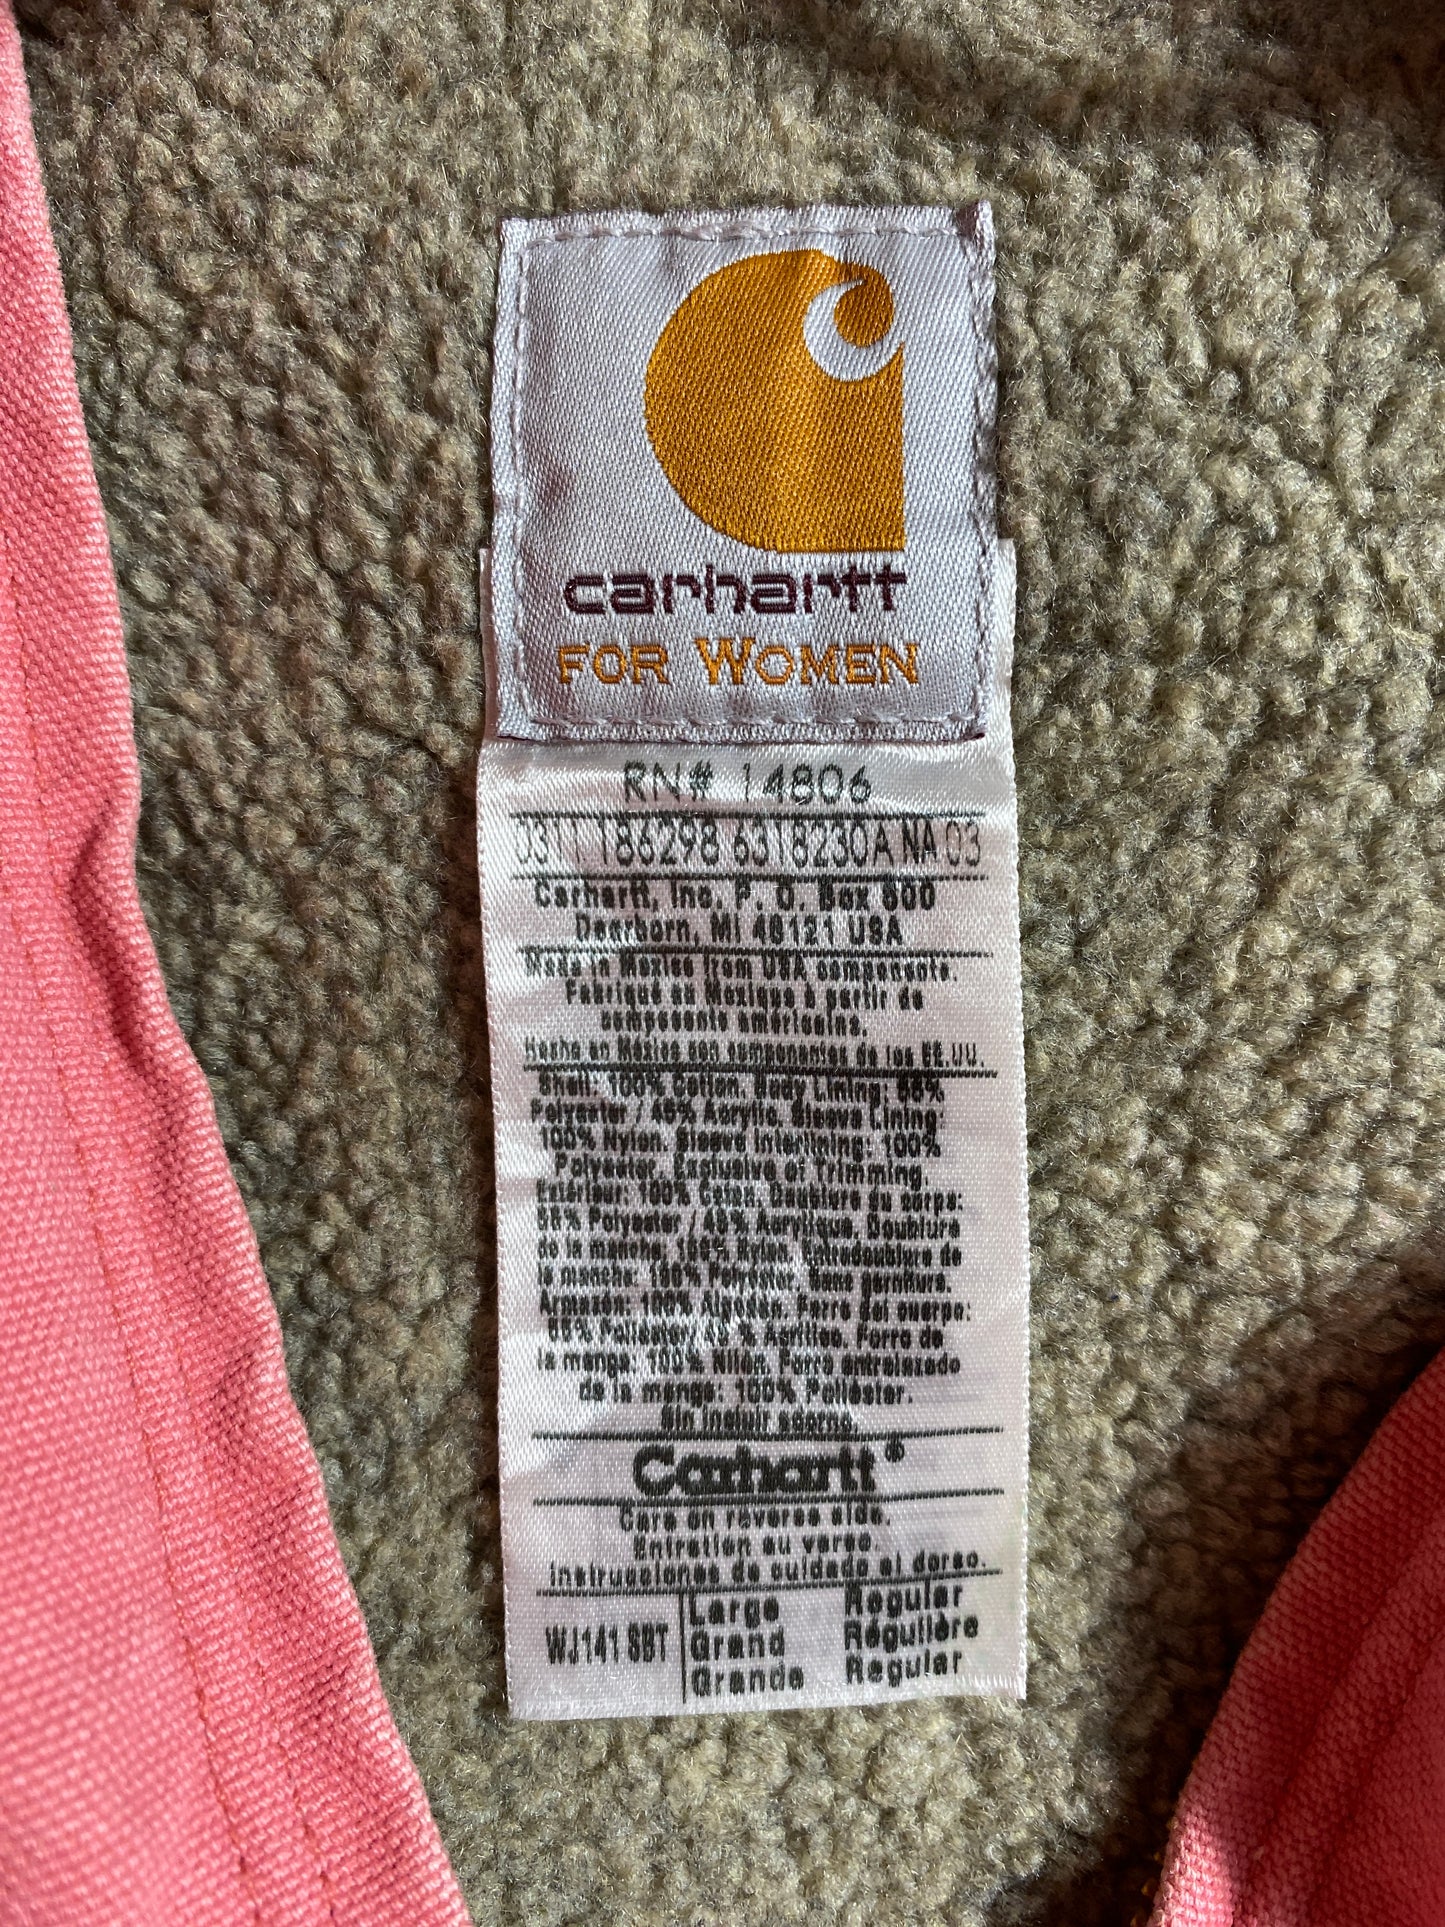 carhartt
FOR WOMEN
RN# 14806
0311 186298 6318230A NA 03
Carhartt, Inc. P. O. Box 600
Dearborn, MI 48121 USA
Made in Mexico from USA components.
Fabriqué au Mexique à partir de
composants américains.
Hecho en México con componentes de los EE.UU.
Shell: 100% Cotton. Body Lining: 55%
Polyester / 45% Acrylic. Sleeve Lining
100% Nylon. Sleeve Interlining: 100%
Polyester. Exclusive of Trimming.
Extérieur: 100% Coton. Doublure du corps:
55% Polyester / 45% Acrylique. Doublure
de la manche: 100% Nylon. Entredoublure de
la manche: 100% Polyester. Sans garniture.
Armazón: 100% Algodón. Forro del cuerpo:
55% Poliéster / 45 % Acrílico. Forro de
la manga: 100% Nilón. Forro entrelazado
de la manga: 100% Poliéster.
Sin incluir adorno.
Carhartt®
Care on reverse side.
Entretien au verso.
Instrucciones de cuidado al dorso.
WJ141 SBT
Large Regular
Grand Régulière
Grande Regular